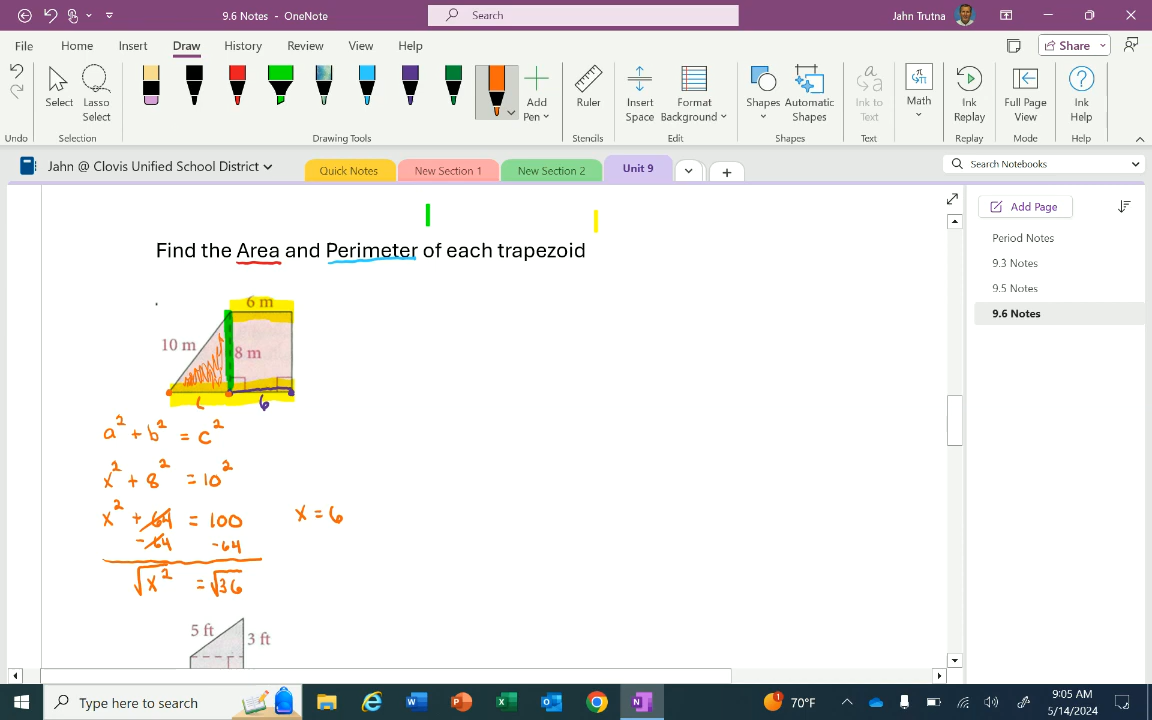 9.6 Notes - OneNote
Search
Jahn Trutna
File Home Insert Draw History Review View Help
Share
Undo
Select
Lasso Select
Selection
Add Pen
Drawing Tools
Ruler
Stencils
Insert Space
Format Background
Edit
Shapes
Automatic Shapes
Shapes
Ink to Text
Text
Math
Ink Replay
Replay
Full Page View
Mode
Ink Help
Help
Jahn @ Clovis Unified School District
Quick Notes
New Section 1
New Section 2
Unit 9
+
Search Notebooks
Add Page
Period Notes
9.3 Notes
9.5 Notes
9.6 Notes
Find the Area and Perimeter of each trapezoid
6 m
10 m
8 m
6
a² + b² = c²
x² + 8² = 10²
x² + 64 = 100
x = 6
-64 -64
√x² = √36
5 ft
3 ft
Type here to search
1
70°F
9:05 AM
5/14/2024